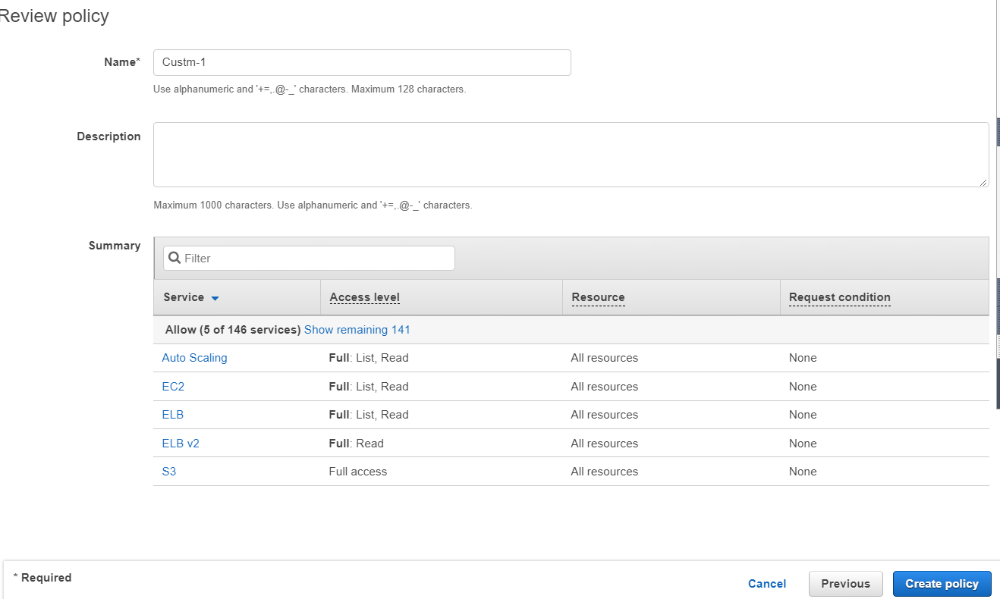 Review policy
Name*
Custm-1
Use alphanumeric and '+=,.@-_' characters. Maximum 128 characters.
Description
Maximum 1000 characters. Use alphanumeric and '+=,.@-_' characters.
Summary
Filter
Service Access level Resource Request condition
Allow (5 of 146 services) Show remaining 141
Auto Scaling Full: List, Read All resources None
EC2 Full: List, Read All resources None
ELB Full: List, Read All resources None
ELB v2 Full: Read All resources None
S3 Full access All resources None
* Required Cancel Previous Create policy